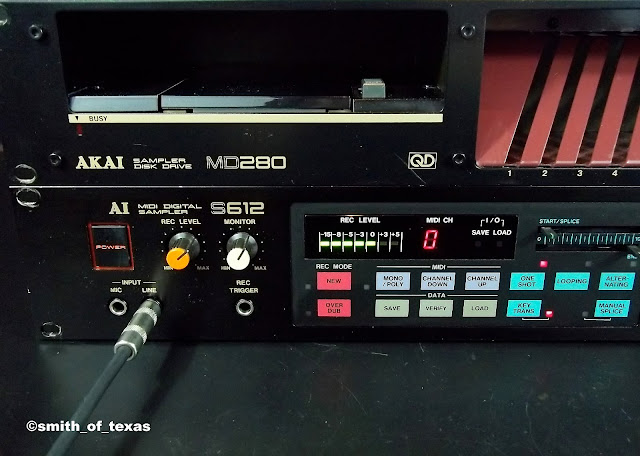 BUSY
AKAI SAMPLER DISK DRIVE MD280
QD
1 2 3 4
AI MIDI DIGITAL SAMPLER S612
REC LEVEL MONITOR
MIN MAX MIN MAX
POWER
INPUT
MIC LINE
REC TRIGGER
REC LEVEL MIDI CH I/O
-15 -8 -5 -3 0 +3 +5
SAVE LOAD
0
START/SPLICE
REC MODE
NEW
OVER DUB
MIDI
MONO /POLY
CHANNEL DOWN
CHANNEL UP
DATA
SAVE
VERIFY
LOAD
ONE SHOT
LOOPING
ALTER- NATING
KEY TRANS
MANUAL SPLICE
©smith_of_texas